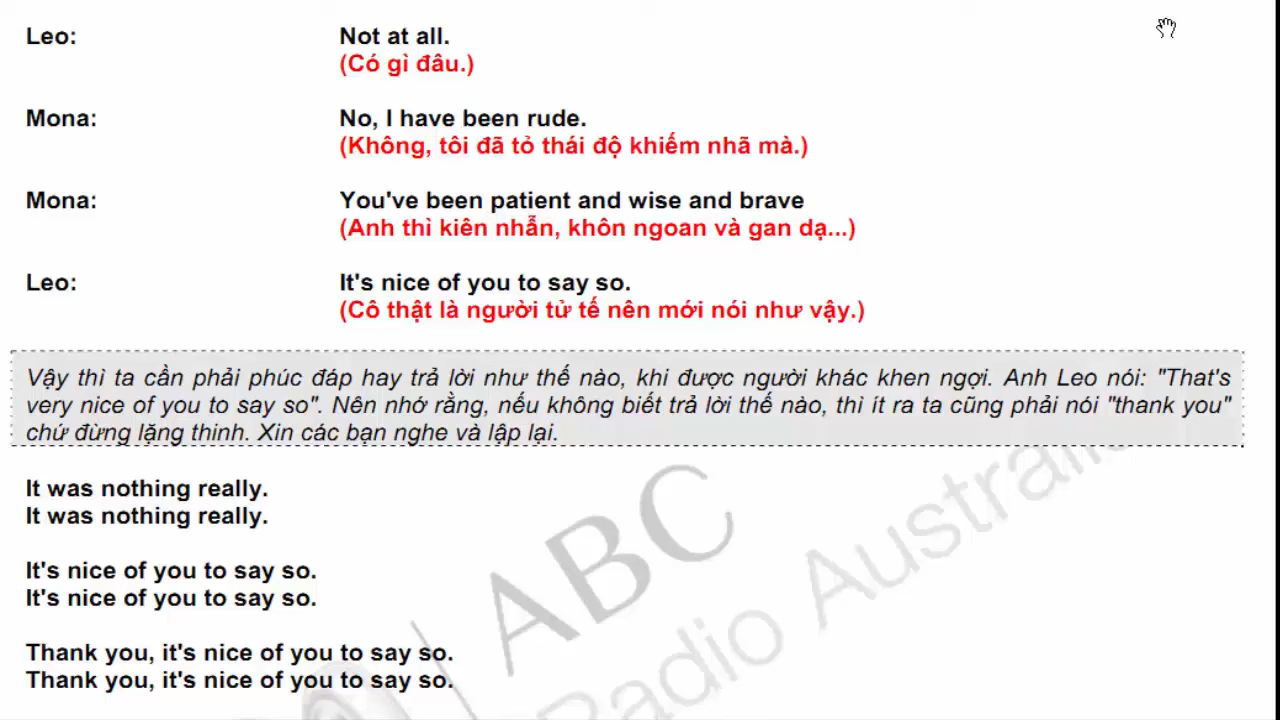 Leo: Not at all.
(Có gì đâu.)
Mona: No, I have been rude.
(Không, tôi đã tỏ thái độ khiếm nhã mà.)
Mona: You've been patient and wise and brave
(Anh thì kiên nhẫn, khôn ngoan và gan dạ...)
Leo: It's nice of you to say so.
(Cô thật là người tử tế nên mới nói như vậy.)
Vậy thì ta cần phải phúc đáp hay trả lời như thế nào, khi được người khác khen ngợi. Anh Leo nói: "That's
very nice of you to say so". Nên nhớ rằng, nếu không biết trả lời thế nào, thì ít ra ta cũng phải nói "thank you"
chứ đừng lặng thinh. Xin các bạn nghe và lập lại.
It was nothing really.
It was nothing really.
It's nice of you to say so.
It's nice of you to say so.
Thank you, it's nice of you to say so.
Thank you, it's nice of you to say so.
ABC
Radio Australia